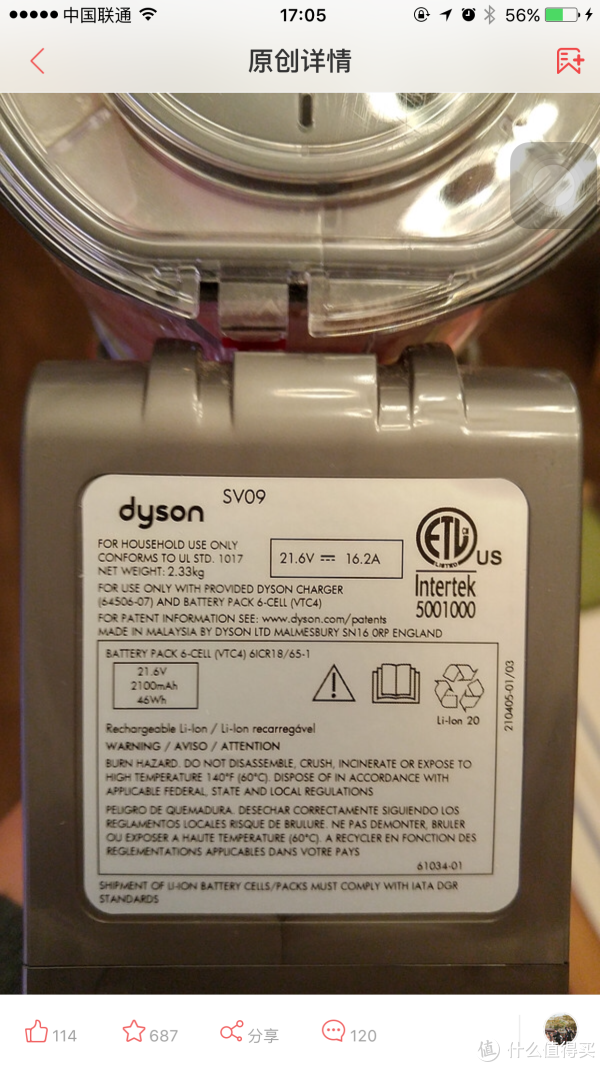 中国联通
17:05
56%
原创详情
dyson
SV09
FOR HOUSEHOLD USE ONLY
CONFORMS TO UL STD. 1017
NET WEIGHT: 2.33kg
21.6V 16.2A
ETL
CM
LISTED
US
Intertek
5001000
FOR USE ONLY WITH PROVIDED DYSON CHARGER
(64506-07) AND BATTERY PACK 6-CELL (VTC4)
FOR PATENT INFORMATION SEE: www.dyson.com/patents
MADE IN MALAYSIA BY DYSON LTD MALMESBURY SN16 0RP ENGLAND
BATTERY PACK 6-CELL (VTC4) 6ICR18/65-1
21.6V
2100mAh
46Wh
Li-Ion 20
210405-01/03
Rechargeable Li-Ion / Li-Ion recarregável
WARNING / AVISO / ATTENTION
BURN HAZARD. DO NOT DISASSEMBLE, CRUSH, INCINERATE OR EXPOSE TO
HIGH TEMPERATURE 140°F (60°C). DISPOSE OF IN ACCORDANCE WITH
APPLICABLE FEDERAL, STATE AND LOCAL REGULATIONS
PELIGRO DE QUEMADURA. DESECHAR CORRECTAMENTE SIGUIENDO LOS
REGLAMENTOS LOCALES RISQUE DE BRULURE. NE PAS DEMONTER, BRULER
OU EXPOSER A HAUTE TEMPERATURE (60°C). A RECYCLER EN FONCTION DES
REGLEMENTATIONS APPLICABLES DANS VOTRE PAYS
61034-01
SHIPMENT OF LI-ION BATTERY CELLS/PACKS MUST COMPLY WITH IATA DGR
STANDARDS
114
687
分享
120
值 什么值得买